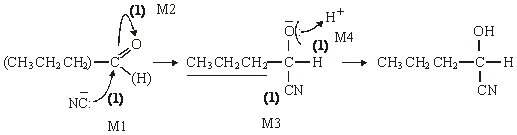 (1) M2
O
(CH3CH2CH2) C
(H)
NC:⁻ (1)
M1
O:⁻ H+
(1) M4
CH3CH2CH2 H
CN
(1)
M3
OH
CH3CH2CH2 H
CN